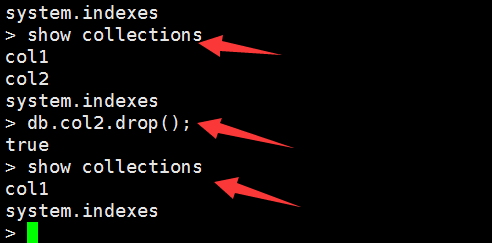 system.indexes
> show collections
col1
col2
system.indexes
> db.col2.drop();
true
> show collections
col1
system.indexes
>